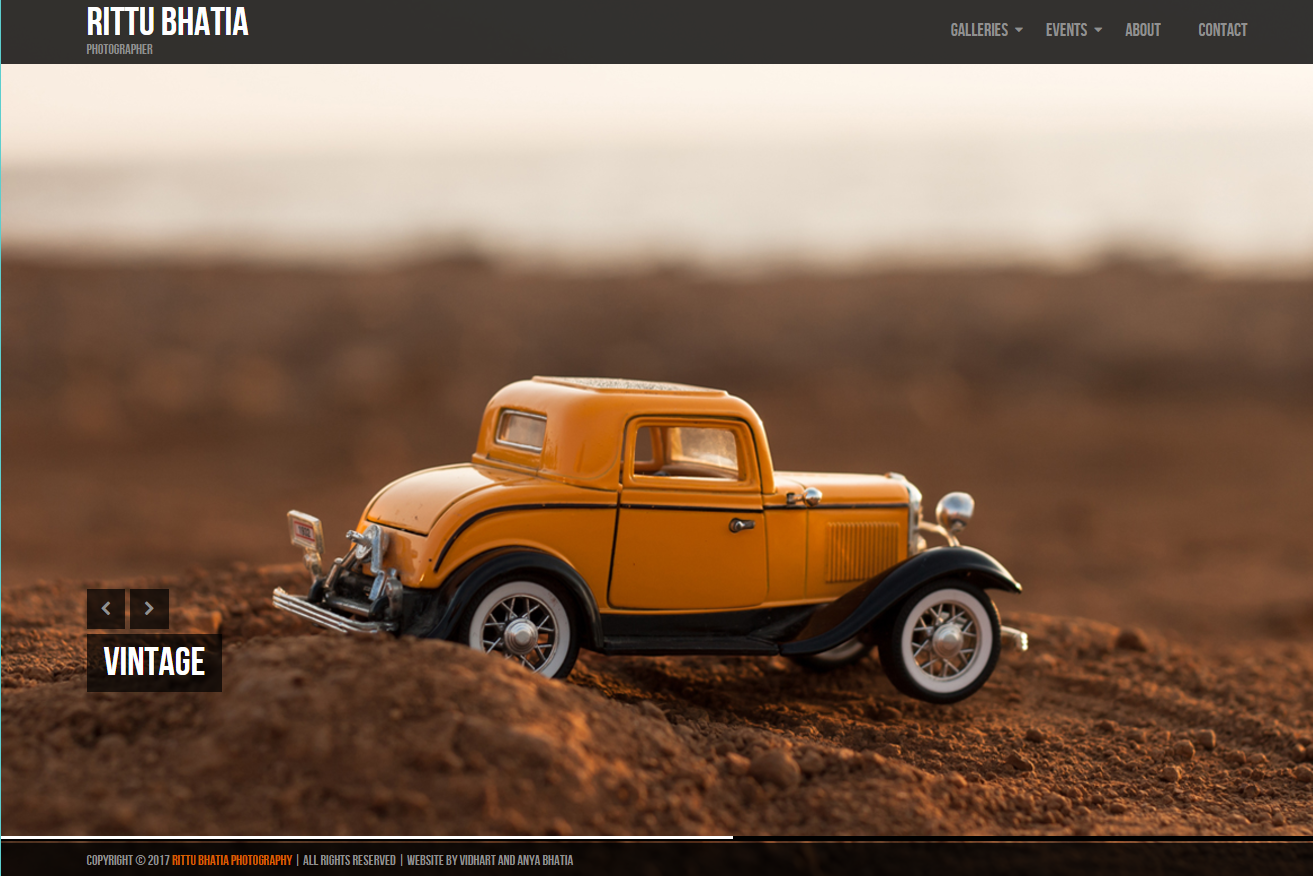 RITTU BHATIA
PHOTOGRAPHER
GALLERIES EVENTS ABOUT CONTACT
VINTAGE
COPYRIGHT © 2017 RITTU BHATIA PHOTOGRAPHY | ALL RIGHTS RESERVED | WEBSITE BY VIDHART AND ANYA BHATIA